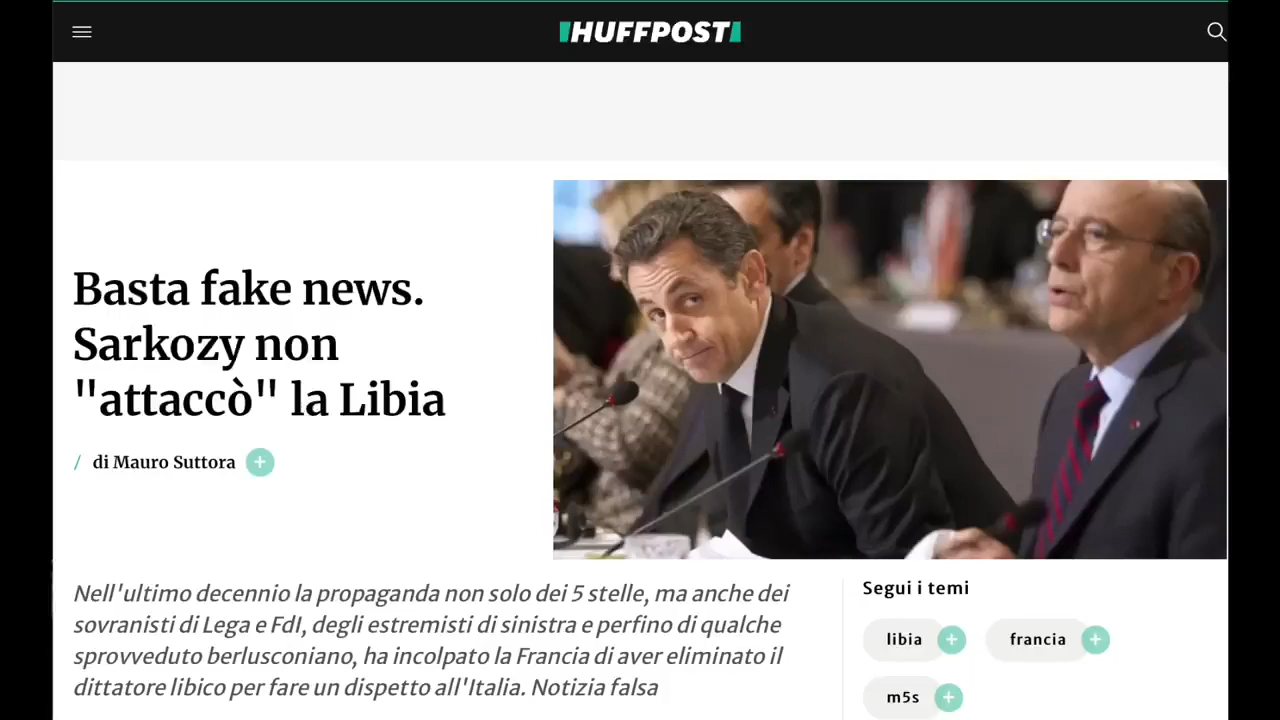 HUFFPOST
Basta fake news.
Sarkozy non
"attaccò" la Libia
/ di Mauro Suttora +
Nell'ultimo decennio la propaganda non solo dei 5 stelle, ma anche dei
sovranisti di Lega e FdI, degli estremisti di sinistra e perfino di qualche
sprovveduto berlusconiano, ha incolpato la Francia di aver eliminato il
dittatore libico per fare un dispetto all'Italia. Notizia falsa
Segui i temi
libia + francia +
m5s +